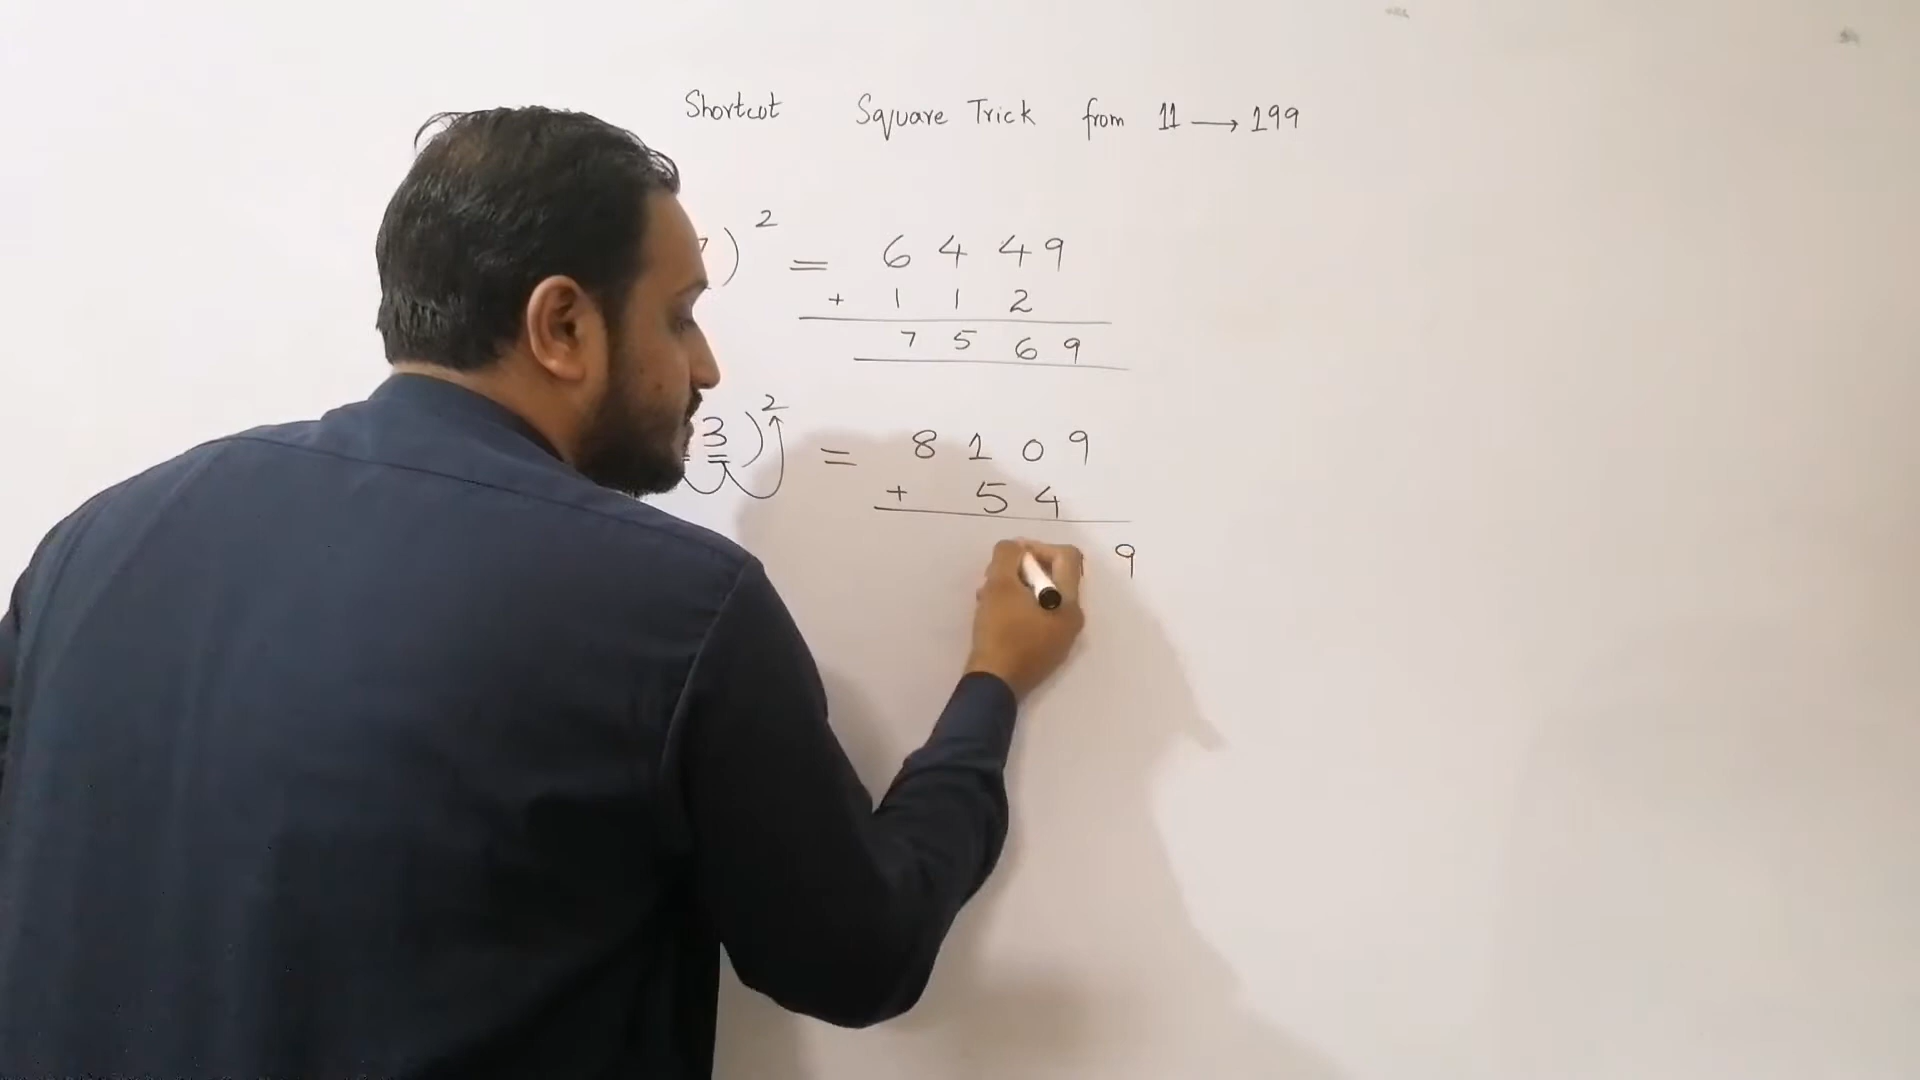 Shortcut Square Trick from 11 → 199
) 2 = 6 4 4 9
+ 1 1 2
7 5 6 9
3 ) 2 = 8 1 0 9
+ 5 4
9